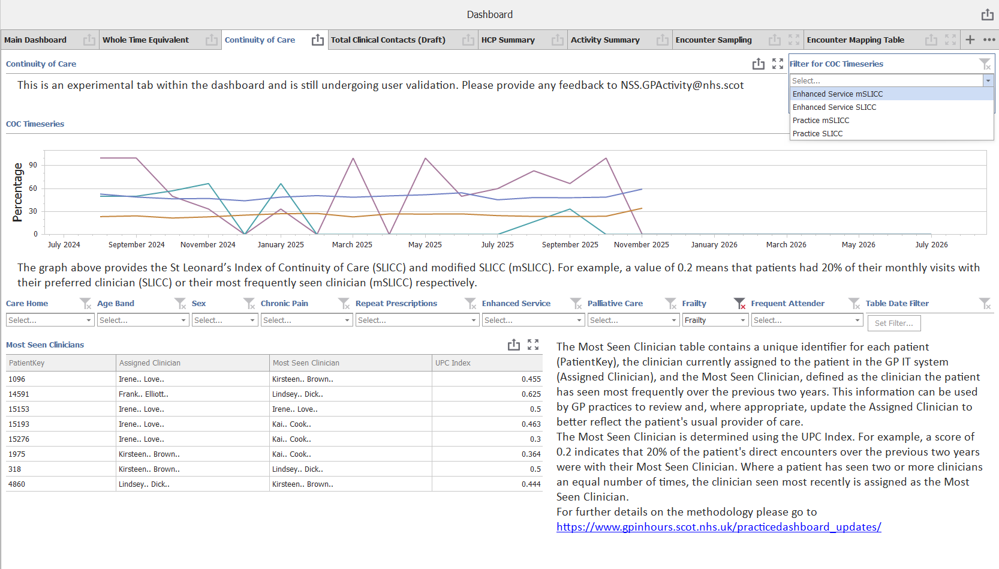 Dashboard
Main Dashboard
Whole Time Equivalent
Continuity of Care
Total Clinical Contacts (Draft)
HCP Summary
Activity Summary
Encounter Sampling
Encounter Mapping Table
Continuity of Care
This is an experimental tab within the dashboard and is still undergoing user validation. Please provide any feedback to NSS.GPActivity@nhs.scot
Filter for COC Timeseries
Select...
Enhanced Service mSLICC
Enhanced Service SLICC
Practice mSLICC
Practice SLICC
COC Timeseries
Percentage
90
60
30
0
July 2024 September 2024 November 2024 January 2025 March 2025 May 2025 July 2025 September 2025 November 2025 January 2026 March 2026 May 2026 July 2026
The graph above provides the St Leonard’s Index of Continuity of Care (SLICC) and modified SLICC (mSLICC). For example, a value of 0.2 means that patients had 20% of their monthly visits with
their preferred clinician (SLICC) or their most frequently seen clinician (mSLICC) respectively.
Care Home Age Band Sex Chronic Pain Repeat Prescriptions Enhanced Service Palliative Care Frailty Frequent Attender Table Date Filter
Select... Select... Select... Select... Select... Select... Select... Frailty Select... Set Filter...
Most Seen Clinicians
PatientKey Assigned Clinician Most Seen Clinician UPC Index
1096 Irene.. Love.. Kirsteen.. Brown.. 0.455
14591 Frank.. Elliott.. Lindsey.. Dick.. 0.625
15153 Irene.. Love.. Irene.. Love.. 0.5
15193 Irene.. Love.. Kai.. Cook.. 0.463
15276 Irene.. Love.. Kai.. Cook.. 0.3
1975 Kirsteen.. Brown.. Kai.. Cook.. 0.364
318 Kirsteen.. Brown.. Lindsey.. Dick.. 0.5
4860 Lindsey.. Dick.. Kirsteen.. Brown.. 0.444
The Most Seen Clinician table contains a unique identifier for each patient
(PatientKey), the clinician currently assigned to the patient in the GP IT system
(Assigned Clinician), and the Most Seen Clinician, defined as the clinician the patient
has seen most frequently over the previous two years. This information can be used
by GP practices to review and, where appropriate, update the Assigned Clinician to
better reflect the patient's usual provider of care.
The Most Seen Clinician is determined using the UPC Index. For example, a score of
0.2 indicates that 20% of the patient's direct encounters over the previous two years
were with their Most Seen Clinician. Where a patient has seen two or more clinicians
an equal number of times, the clinician seen most recently is assigned as the Most
Seen Clinician.
For further details on the methodology please go to
https://www.gpinhours.scot.nhs.uk/practicedashboard_updates/